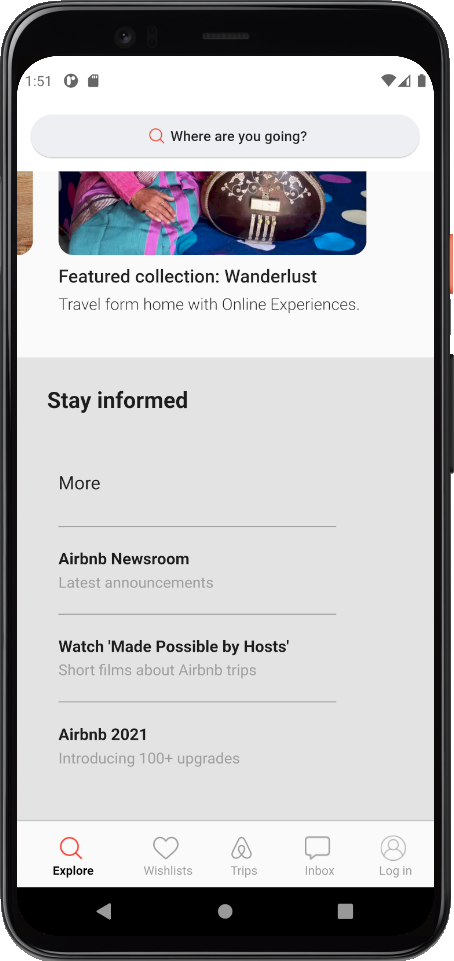 1:51
Where are you going?
Featured collection: Wanderlust
Travel form home with Online Experiences.
Stay informed
More
Airbnb Newsroom
Latest announcements
Watch 'Made Possible by Hosts'
Short films about Airbnb trips
Airbnb 2021
Introducing 100+ upgrades
Explore Wishlists Trips Inbox Log in